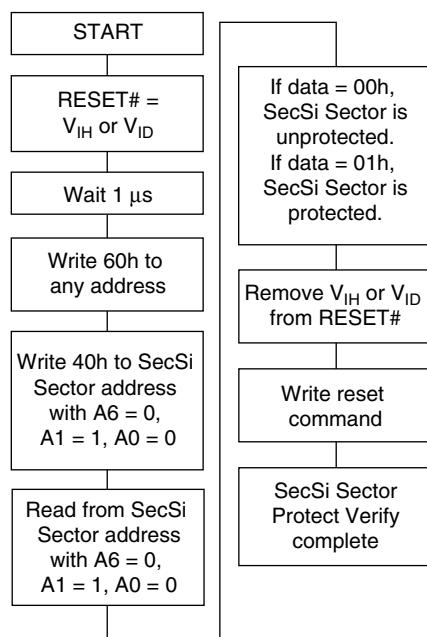 START
RESET# =
VIH or VID
Wait 1 μs
Write 60h to
any address
Write 40h to SecSi
Sector address
with A6 = 0,
A1 = 1, A0 = 0
Read from SecSi
Sector address
with A6 = 0,
A1 = 1, A0 = 0
If data = 00h,
SecSi Sector is
unprotected.
If data = 01h,
SecSi Sector is
protected.
Remove VIH or VID
from RESET#
Write reset
command
SecSi Sector
Protect Verify
complete